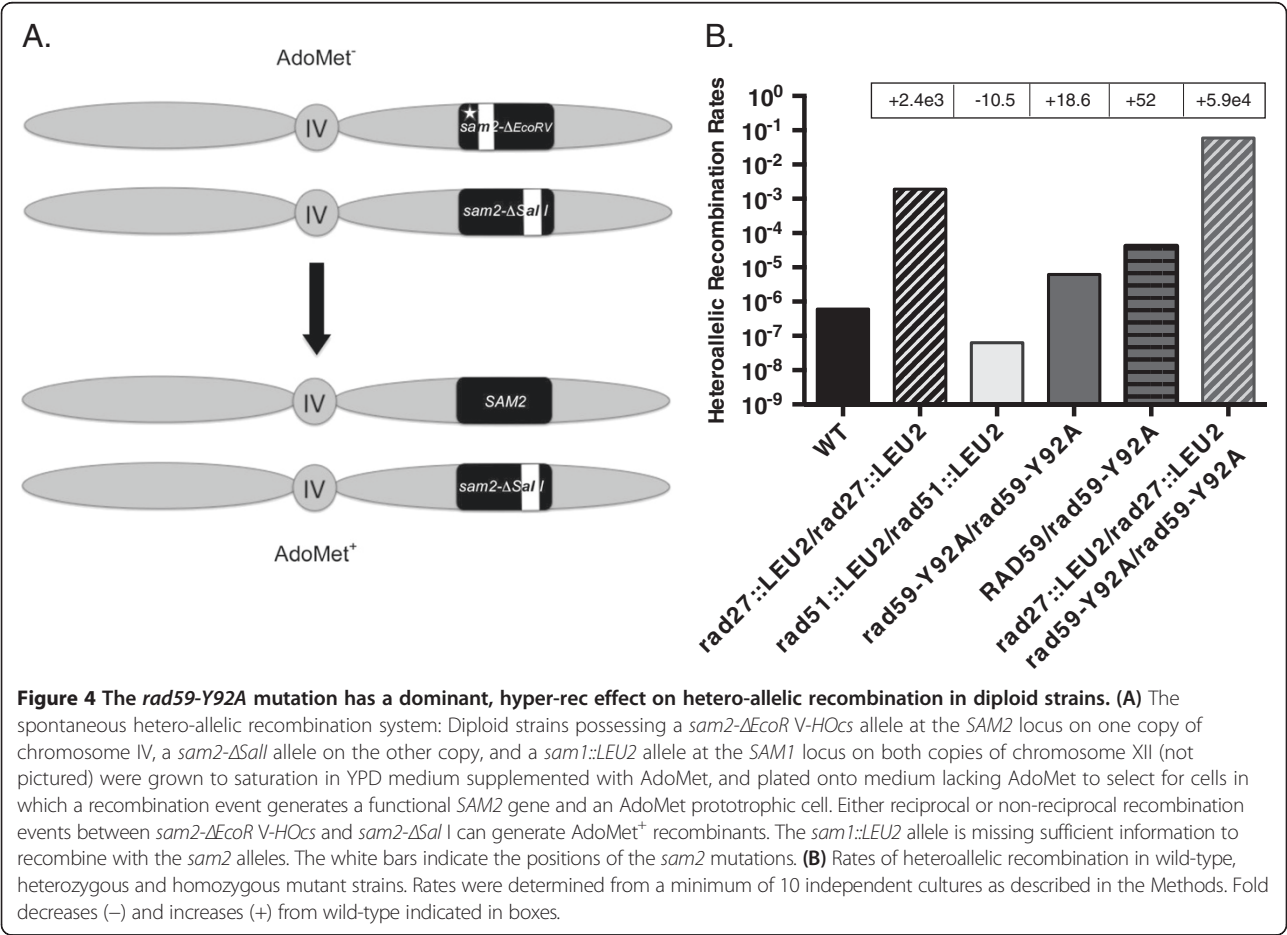 A.
AdoMet⁻
IV
sam2-ΔEcoRV
IV
sam2-ΔSal I
IV
SAM2
IV
sam2-ΔSal I
AdoMet⁺
B.
+2.4e3 -10.5 +18.6 +52 +5.9e4
Heteroallelic Recombination Rates
10⁰
10⁻¹
10⁻²
10⁻³
10⁻⁴
10⁻⁵
10⁻⁶
10⁻⁷
10⁻⁸
10⁻⁹
WT
rad27::LEU2/rad27::LEU2
rad51::LEU2/rad51::LEU2
rad59-Y92A/rad59-Y92A
RAD59/rad59-Y92A
rad27::LEU2/rad27::LEU2
rad59-Y92A/rad59-Y92A
Figure 4 The rad59-Y92A mutation has a dominant, hyper-rec effect on hetero-allelic recombination in diploid strains. (A) The
spontaneous hetero-allelic recombination system: Diploid strains possessing a sam2-ΔEcoR V-HOcs allele at the SAM2 locus on one copy of
chromosome IV, a sam2-ΔSalI allele on the other copy, and a sam1::LEU2 allele at the SAM1 locus on both copies of chromosome XII (not
pictured) were grown to saturation in YPD medium supplemented with AdoMet, and plated onto medium lacking AdoMet to select for cells in
which a recombination event generates a functional SAM2 gene and an AdoMet prototrophic cell. Either reciprocal or non-reciprocal recombination
events between sam2-ΔEcoR V-HOcs and sam2-ΔSal I can generate AdoMet⁺ recombinants. The sam1::LEU2 allele is missing sufficient information to
recombine with the sam2 alleles. The white bars indicate the positions of the sam2 mutations. (B) Rates of heteroallelic recombination in wild-type,
heterozygous and homozygous mutant strains. Rates were determined from a minimum of 10 independent cultures as described in the Methods. Fold
decreases (−) and increases (+) from wild-type indicated in boxes.